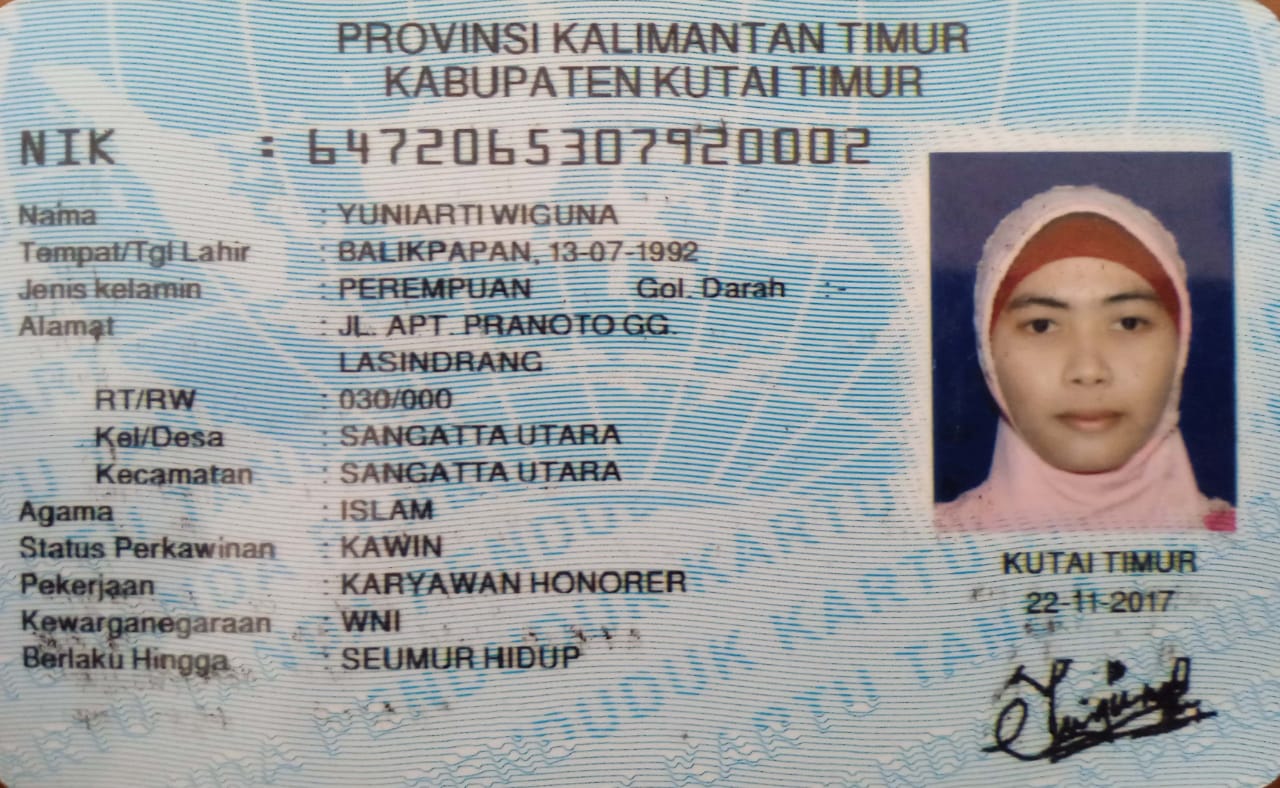 PROVINSI KALIMANTAN TIMUR
KABUPATEN KUTAI TIMUR
NIK : 6472065307920002
Nama : YUNIARTI WIGUNA
Tempat/Tgl Lahir : BALIKPAPAN, 13-07-1992
Jenis kelamin : PEREMPUAN Gol. Darah : -
Alamat : JL. APT. PRANOTO GG.
LASINDRANG
RT/RW : 030/000
Kel/Desa : SANGATTA UTARA
Kecamatan : SANGATTA UTARA
Agama : ISLAM
Status Perkawinan : KAWIN
Pekerjaan : KARYAWAN HONORER
Kewarganegaraan : WNI
Berlaku Hingga : SEUMUR HIDUP
KUTAI TIMUR
22-11-2017